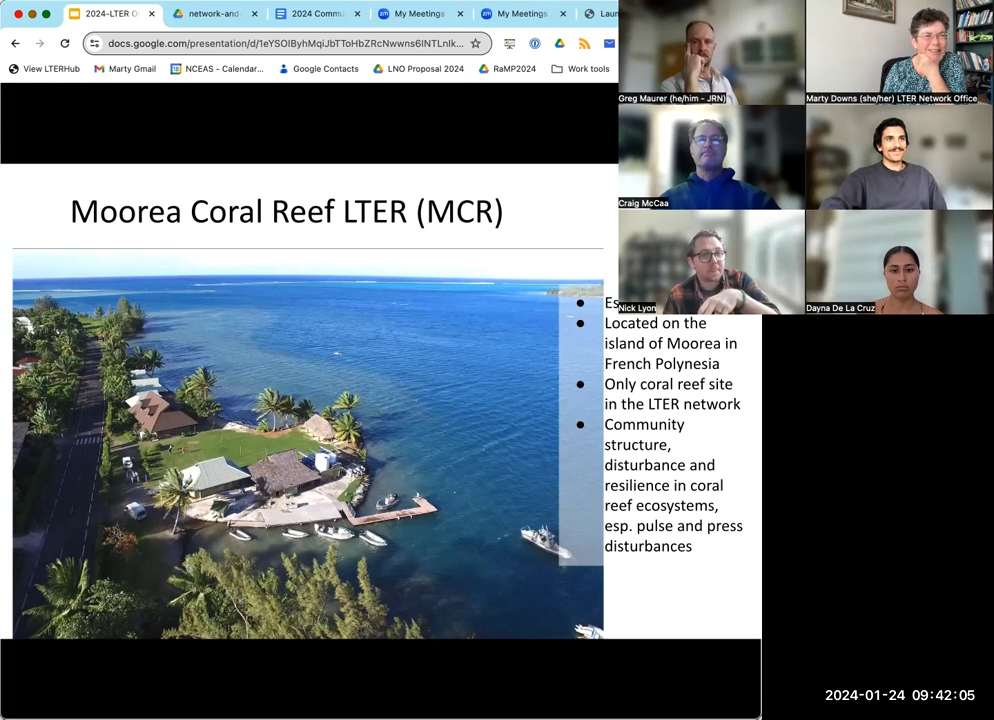 2024-LTER O
network-and-
2024 Commu
My Meetings
My Meetings
Laun
docs.google.com/presentation/d/1eYSOIByhMqiJbTToHbZRcNwwns6INTLnlk...
View LTERHub
Marty Gmail
NCEAS - Calendar...
Google Contacts
LNO Proposal 2024
RaMP2024
Work tools
Greg Maurer (he/him - JRN)
Marty Downs (she/her) LTER Network Office
Craig McCaa
Nick Lyon
Dayna De La Cruz
Moorea Coral Reef LTER (MCR)
● Es
● Located on the
island of Moorea in
French Polynesia
● Only coral reef site
in the LTER network
● Community
structure,
disturbance and
resilience in coral
reef ecosystems,
esp. pulse and press
disturbances
2024-01-24 09:42:05